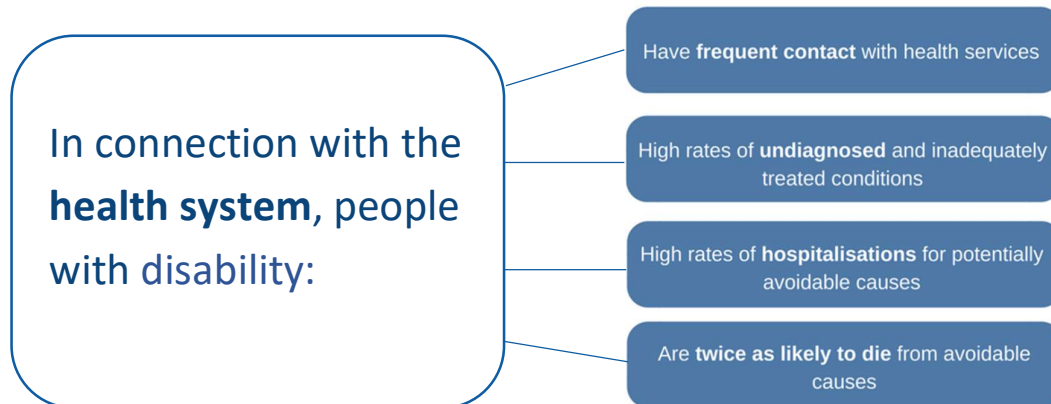 In connection with the
health system, people
with disability:
Have frequent contact with health services
High rates of undiagnosed and inadequately
treated conditions
High rates of hospitalisations for potentially
avoidable causes
Are twice as likely to die from avoidable
causes